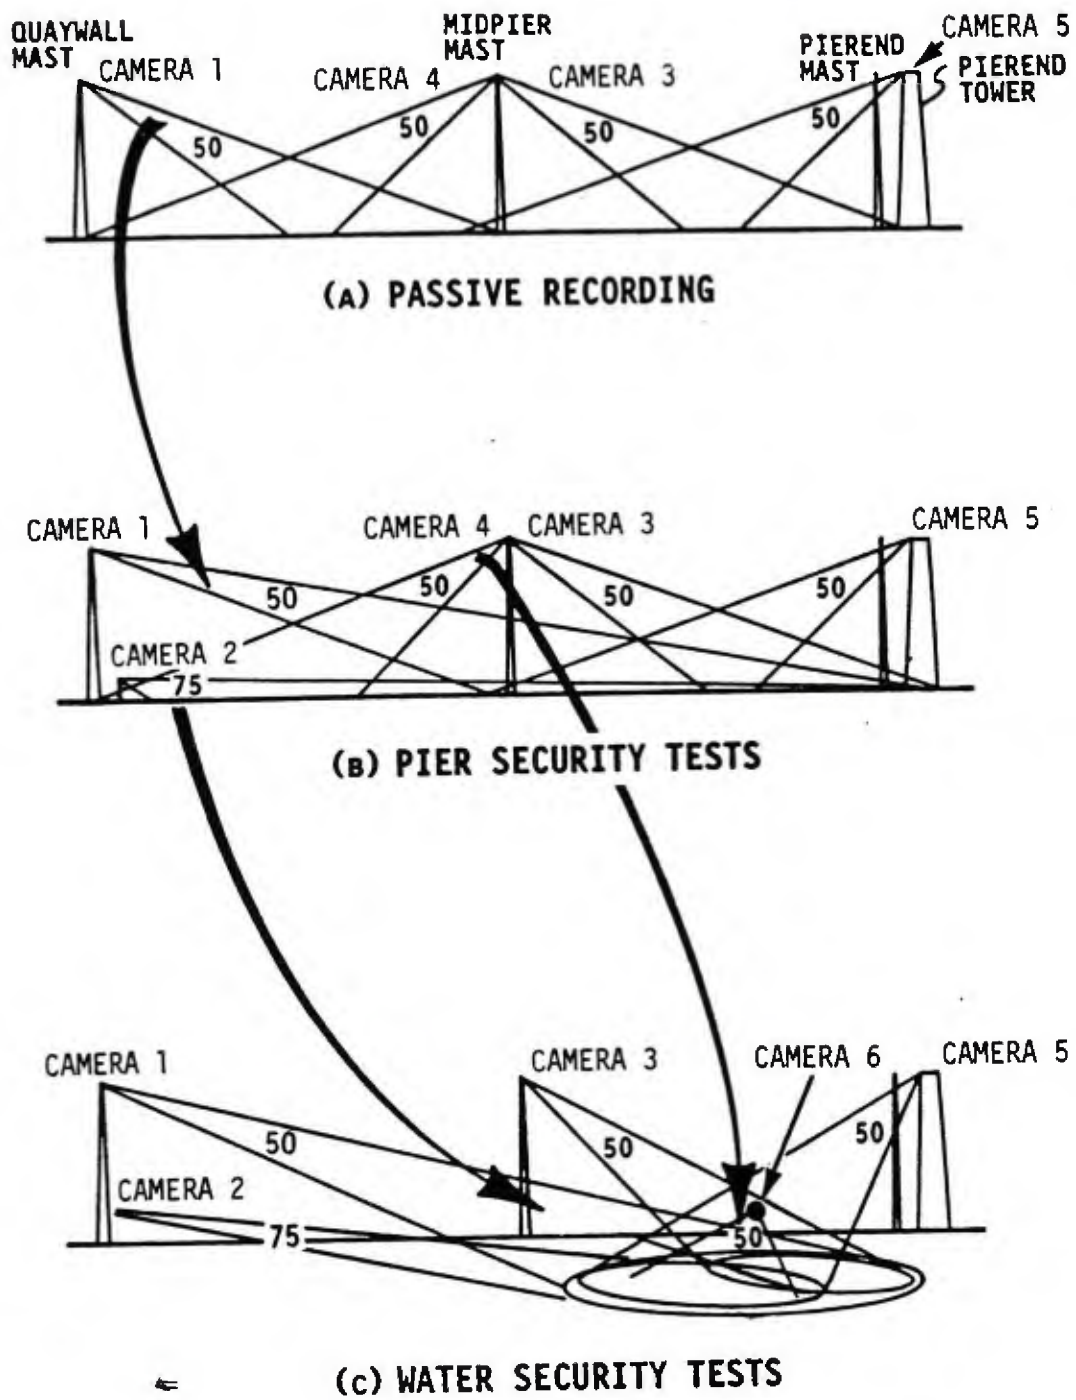 QUAYWALL
MAST
CAMERA 1
CAMERA 4
MIDPIER
MAST
CAMERA 3
PIEREND
MAST
CAMERA 5
PIEREND
TOWER
50
50
50
50
(A) PASSIVE RECORDING
CAMERA 1
CAMERA 4
CAMERA 3
CAMERA 5
50
50
50
50
CAMERA 2
75
(B) PIER SECURITY TESTS
CAMERA 1
CAMERA 3
CAMERA 6
CAMERA 5
50
50
50
CAMERA 2
75
50
(C) WATER SECURITY TESTS